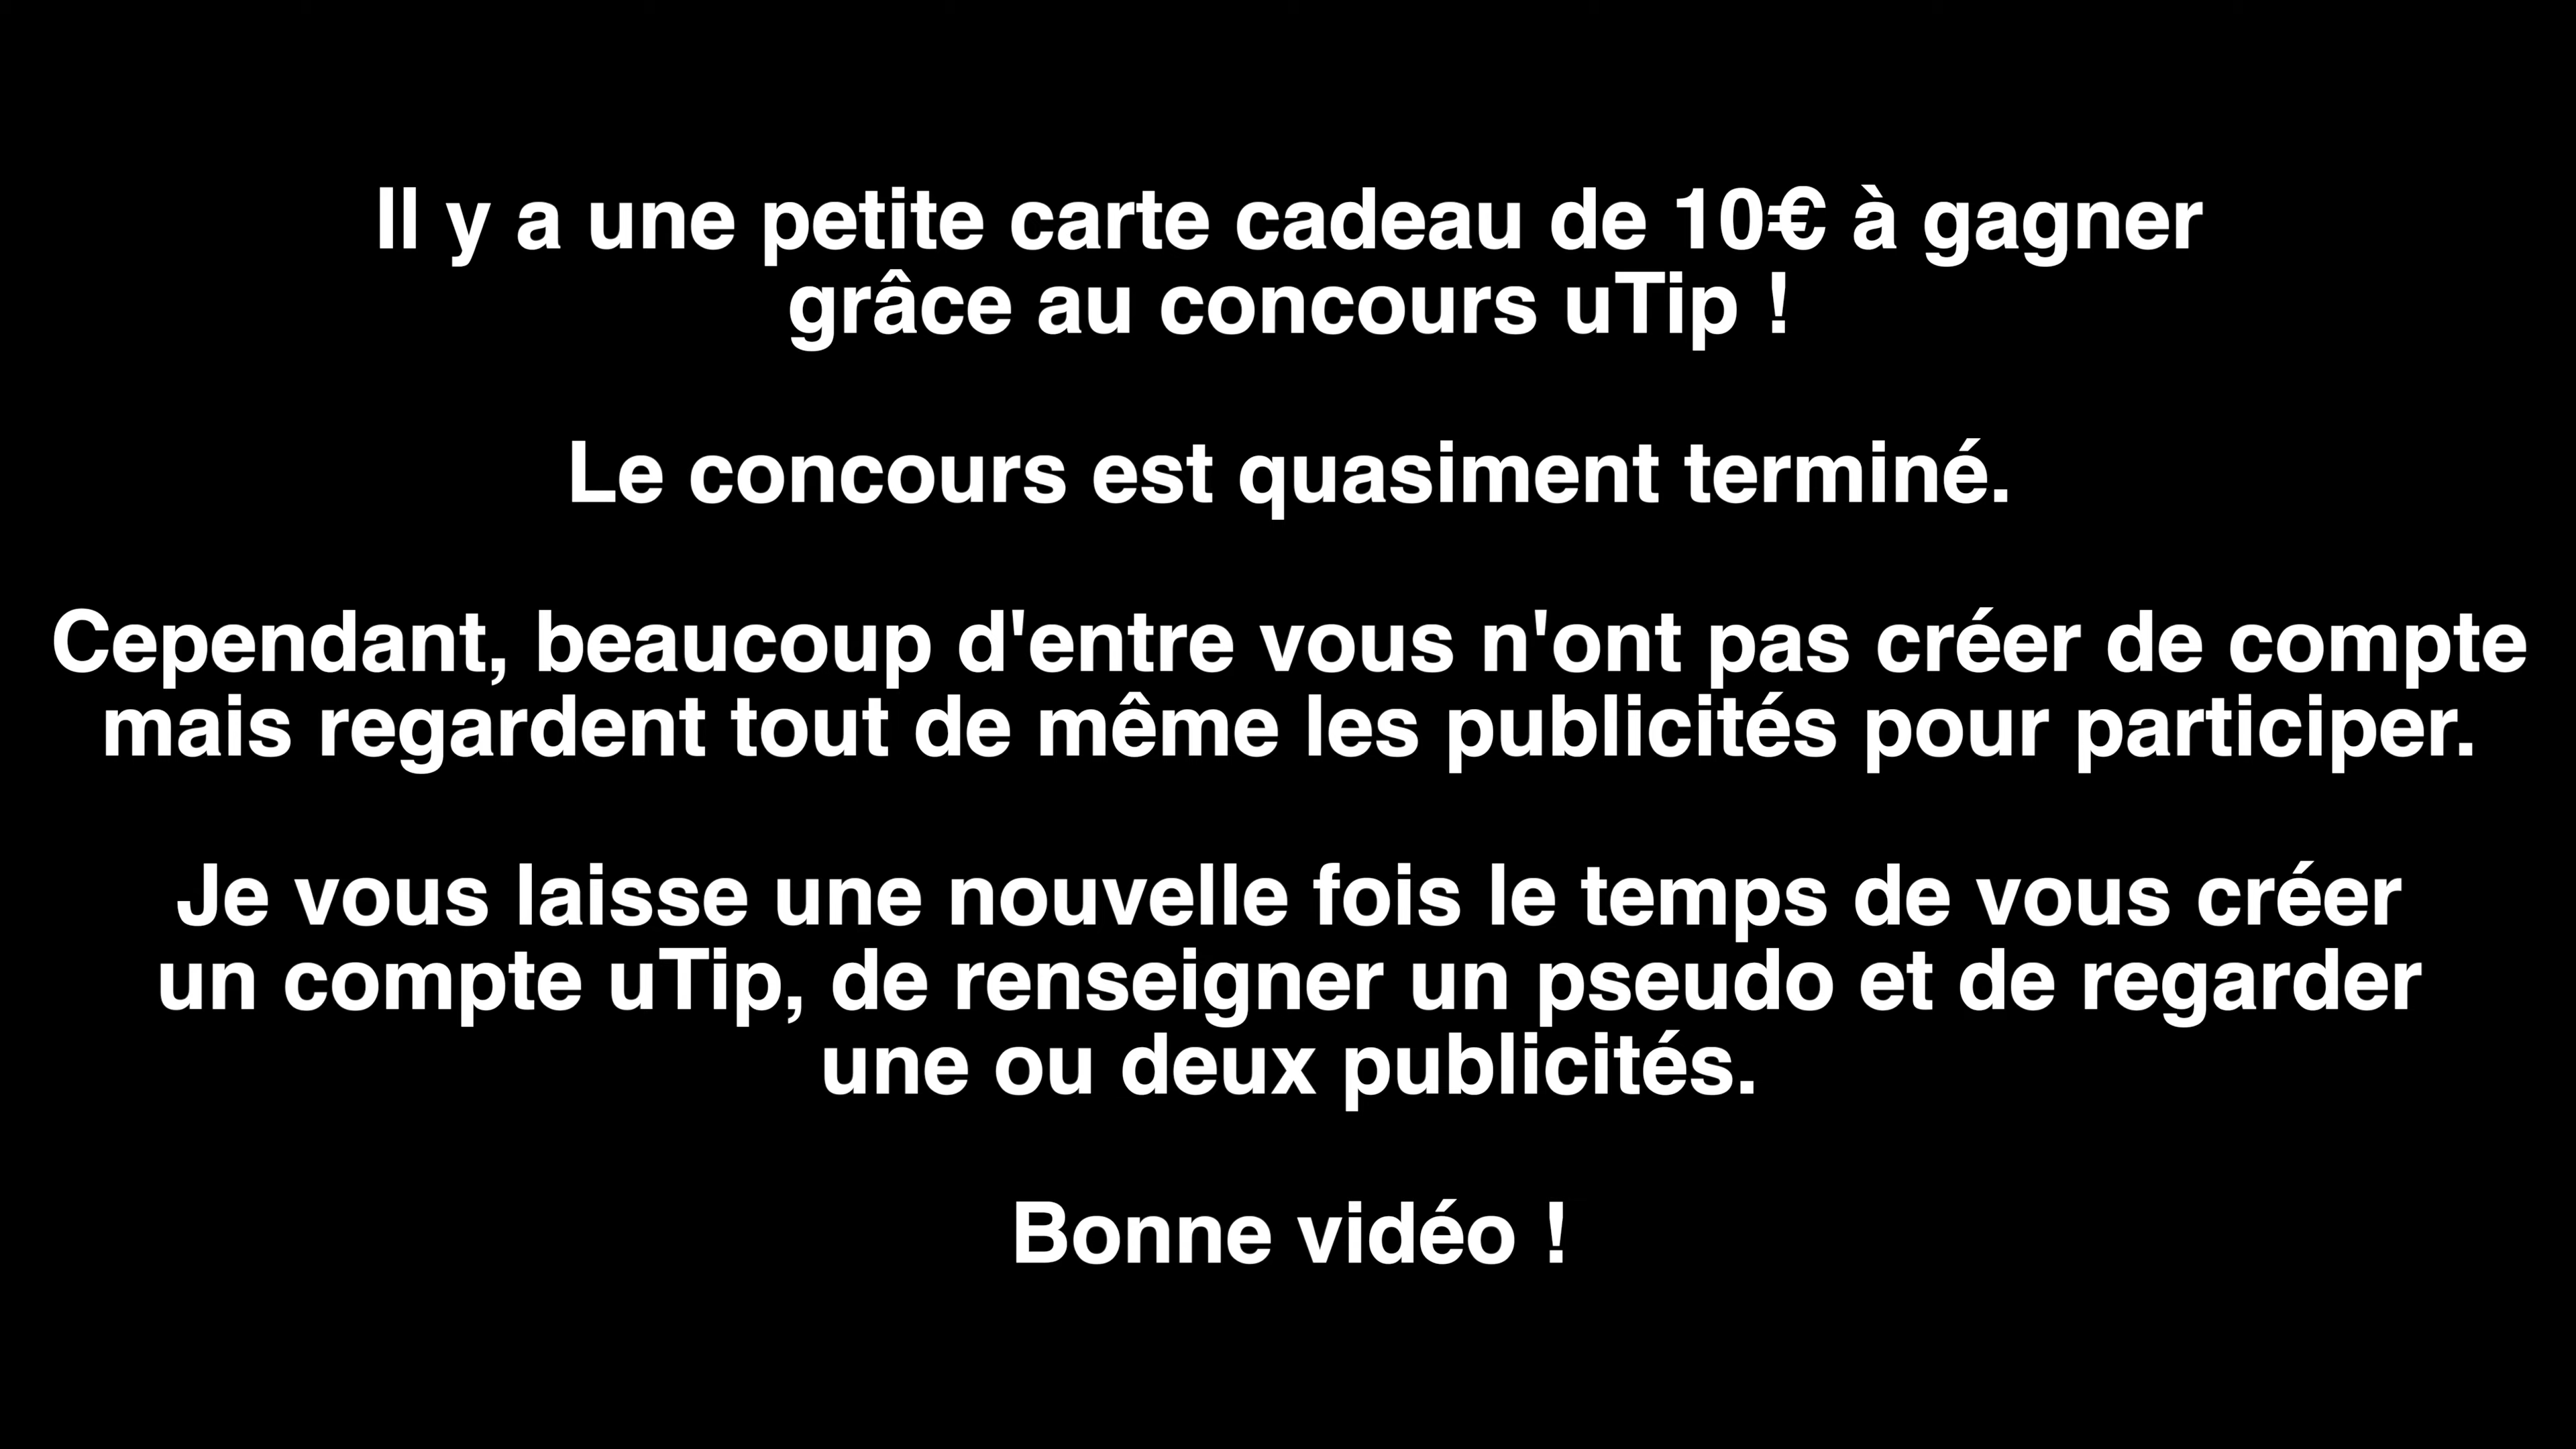 Il y a une petite carte cadeau de 10€ à gagner
grâce au concours uTip !
Le concours est quasiment terminé.
Cependant, beaucoup d'entre vous n'ont pas créer de compte
mais regardent tout de même les publicités pour participer.
Je vous laisse une nouvelle fois le temps de vous créer
un compte uTip, de renseigner un pseudo et de regarder
une ou deux publicités.
Bonne vidéo !